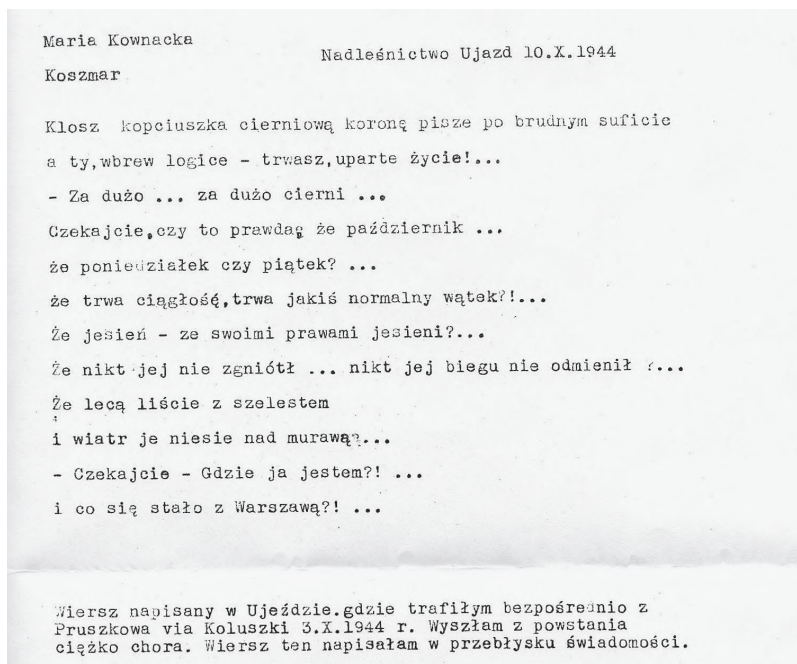 Maria Kownacka
Nadleśnictwo Ujazd 10.X.1944
Koszmar
Klosz kopciuszka cierniową koronę pisze po brudnym suficie
a ty,wbrew logice - trwasz,uparte życie!...
- Za dużo ... za dużo cierni ...
Czekajcie,czy to prawda, że październik ...
że poniedziałek czy piątek? ...
że trwa ciągłość,trwa jakiś normalny wątek?!...
Że jesień - ze swoimi prawami jesieni?...
Że nikt jej nie zgniótł ... nikt jej biegu nie odmienił ?...
Że lecą liście z szelestem
i wiatr je niesie nad murawą?...
- Czekajcie - Gdzie ja jestem?! ...
i co się stało z Warszawą?! ...
Wiersz napisany w Ujeździe.gdzie trafiłym bezpośrednio z
Pruszkowa via Koluszki 3.X.1944 r. Wyszłam z powstania
ciężko chora. Wiersz ten napisałam w przebłysku świadomości.